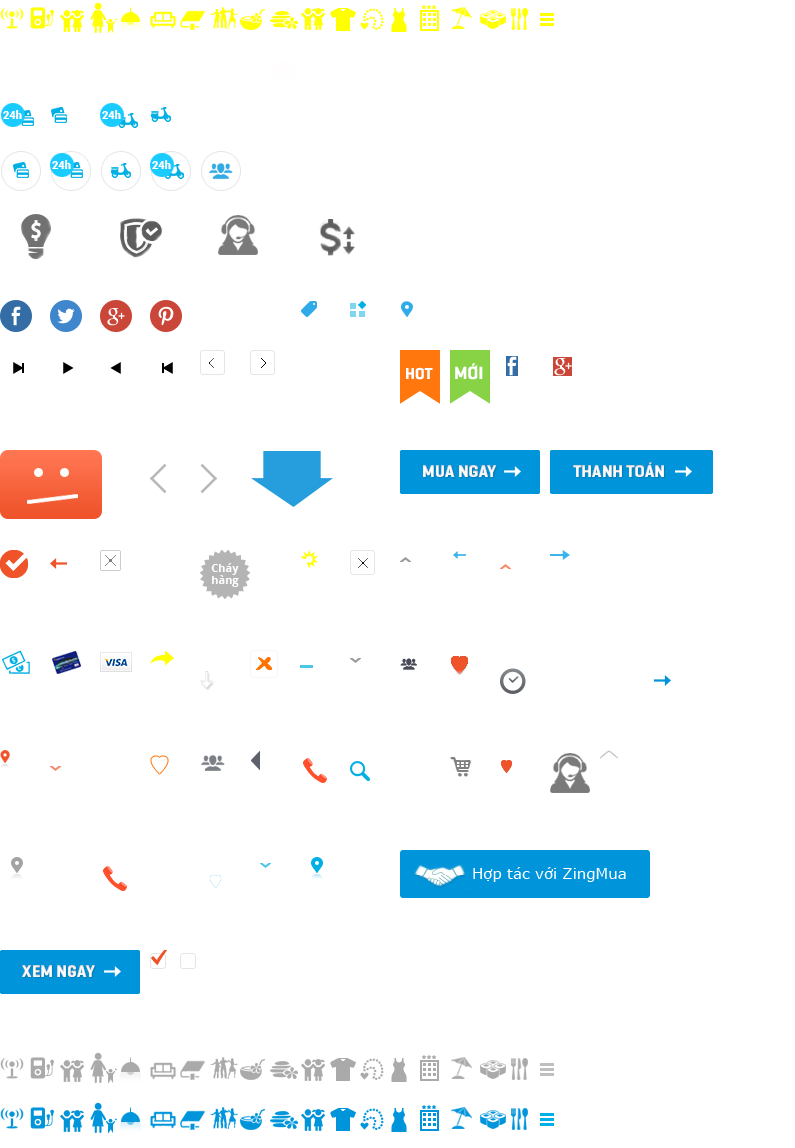 24h
24h
24h
24h
HOT
MỚI
MUA NGAY
THANH TOÁN
Cháy
hàng
VISA
Hợp tác với ZingMua
XEM NGAY